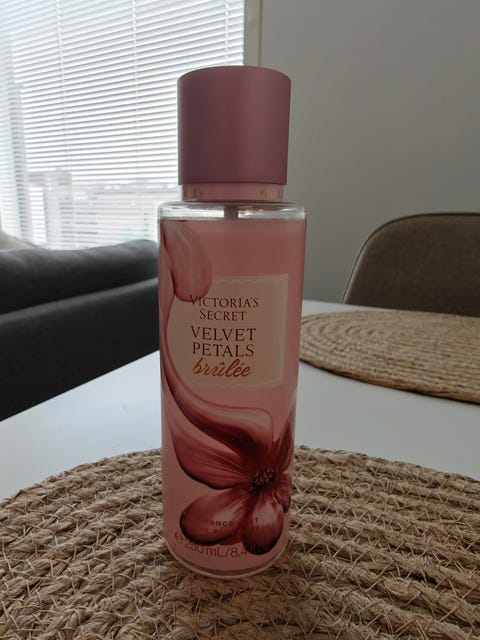 VICTORIA'S
SECRET
VELVET
PETALS
brûlée
250 mL/8.4